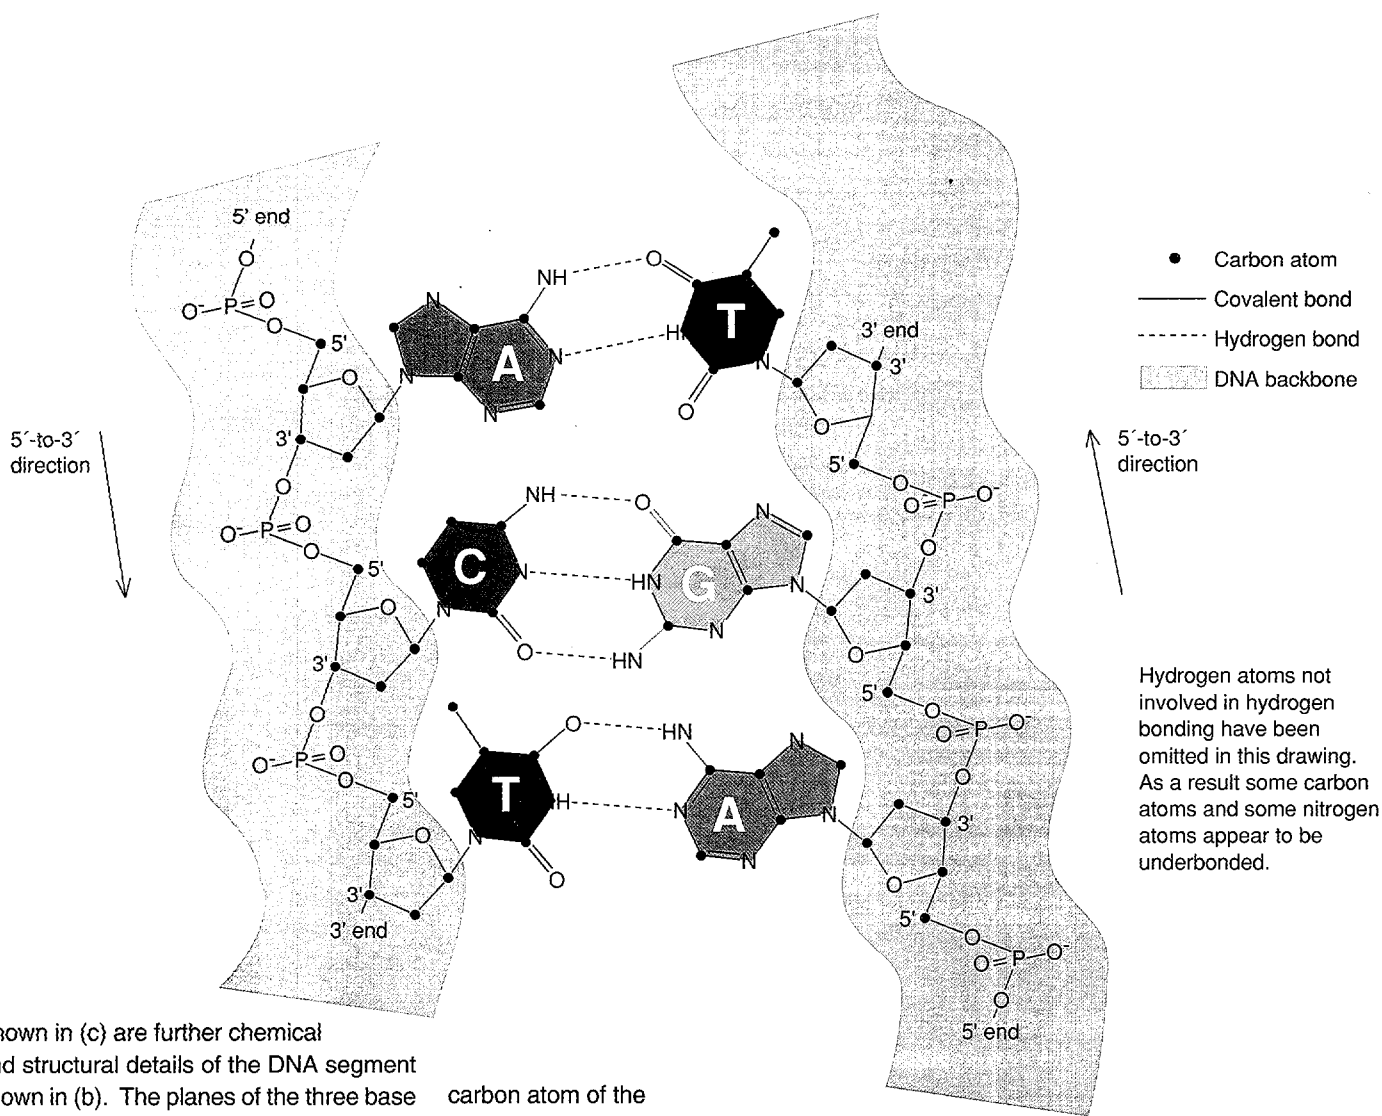 5' end
O
O⁻ P =O
O
5'
O
3'
O
O⁻ P =O
O
5'
O
3'
O
O⁻ P =O
O
5'
O
3'
3' end
5´-to-3´
direction
NH
N
N
A
N
N
O
H
T
N
O
NH
C
N
N
O
O
HN
HN
G
N
N
N
O
T
H
N
O
HN
N
A
N
N
N
3' end
3'
O
5'
O
O= P O⁻
O
3'
O
5'
O
O= P O⁻
O
3'
O
5'
O
O= P O⁻
O
5' end
Carbon atom
Covalent bond
Hydrogen bond
DNA backbone
5´-to-3´
direction
Hydrogen atoms not
involved in hydrogen
bonding have been
omitted in this drawing.
As a result some carbon
atoms and some nitrogen
atoms appear to be
underbonded.
in (c) are further chemical
structural details of the DNA segment
in (b). The planes of the three base
carbon atom of the